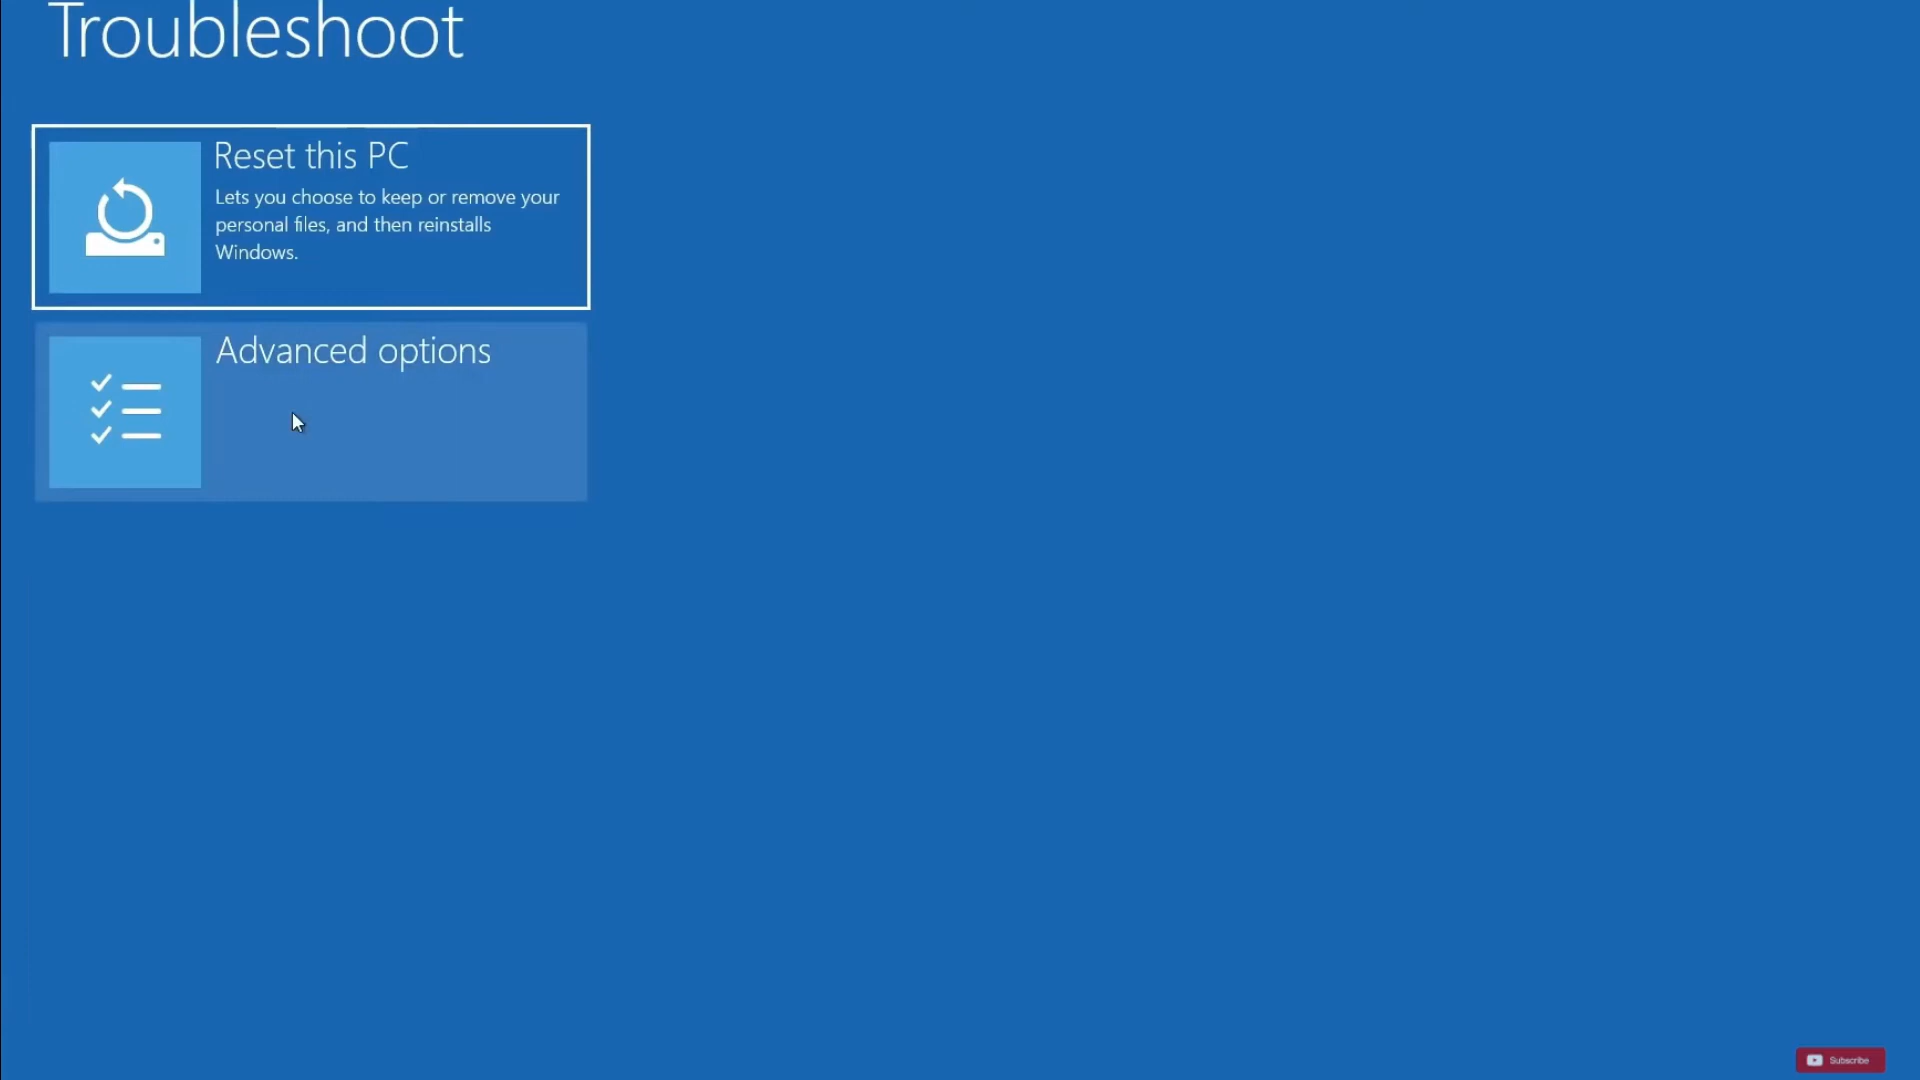 Troubleshoot
Reset this PC
Lets you choose to keep or remove your
personal files, and then reinstalls
Windows.
Advanced options
Subscribe